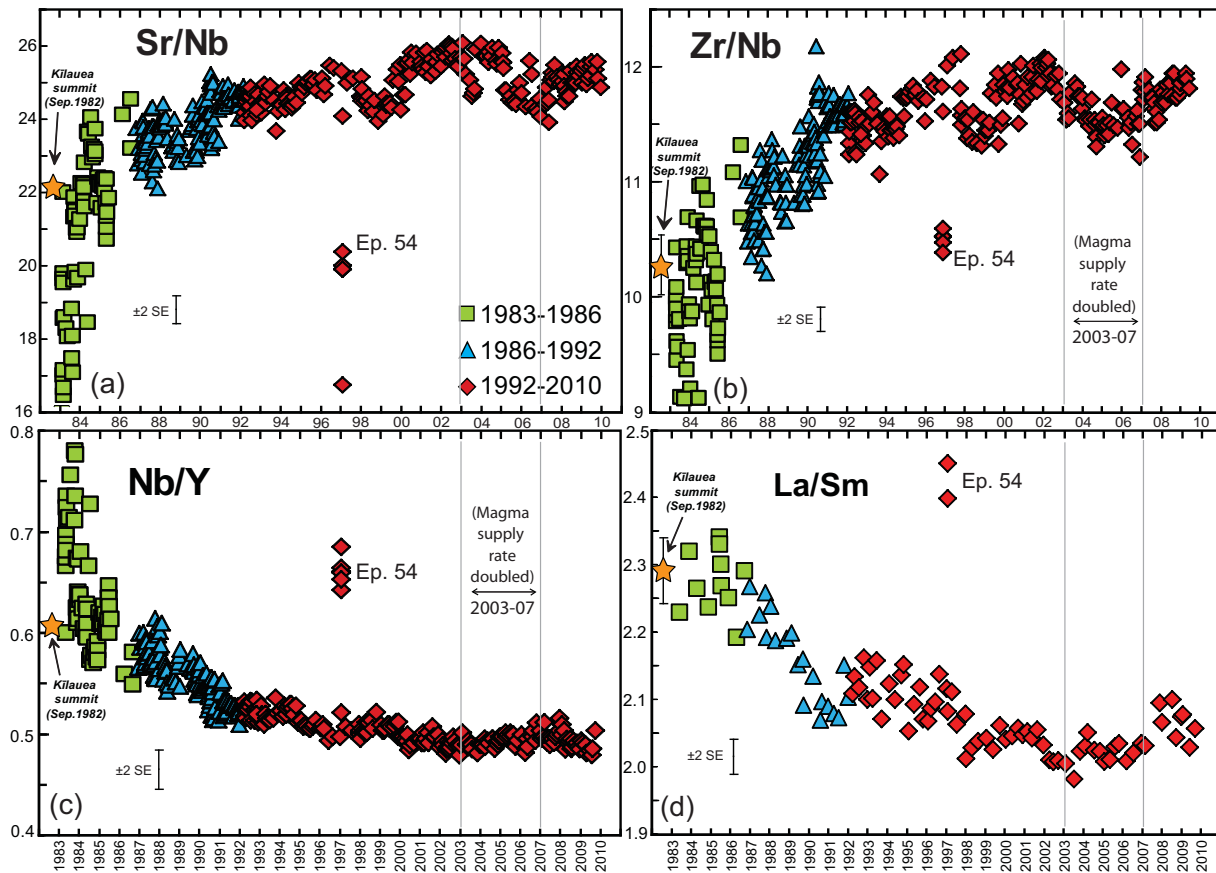 Sr/Nb
Kīlauea
summit
(Sep.1982)
Ep. 54
±2 SE
1983-1986
1986-1992
1992-2010
(a)
26
24
22
20
18
16
84 86 88 90 92 94 96 98 2000 02 04 06 08 10
Zr/Nb
Kīlauea
summit
(Sep.1982)
Ep. 54
(Magma
supply
rate
doubled)
2003-07
±2 SE
(b)
12
11
10
9
84 86 88 90 92 94 96 98 2000 02 04 06 08 10
Nb/Y
Kīlauea
summit
(Sep.1982)
Ep. 54
(Magma
supply
rate
doubled)
2003-07
±2 SE
(c)
0.8
0.7
0.6
0.5
0.4
1983 1984 1985 1986 1987 1988 1989 1990 1991 1992 1993 1994 1995 1996 1997 1998 1999 2000 2001 2002 2003 2004 2005 2006 2007 2008 2009 2010
La/Sm
Kīlauea
summit
(Sep.1982)
Ep. 54
±2 SE
(d)
2.5
2.4
2.3
2.2
2.1
2.0
1.9
1983 1984 1985 1986 1987 1988 1989 1990 1991 1992 1993 1994 1995 1996 1997 1998 1999 2000 2001 2002 2003 2004 2005 2006 2007 2008 2009 2010